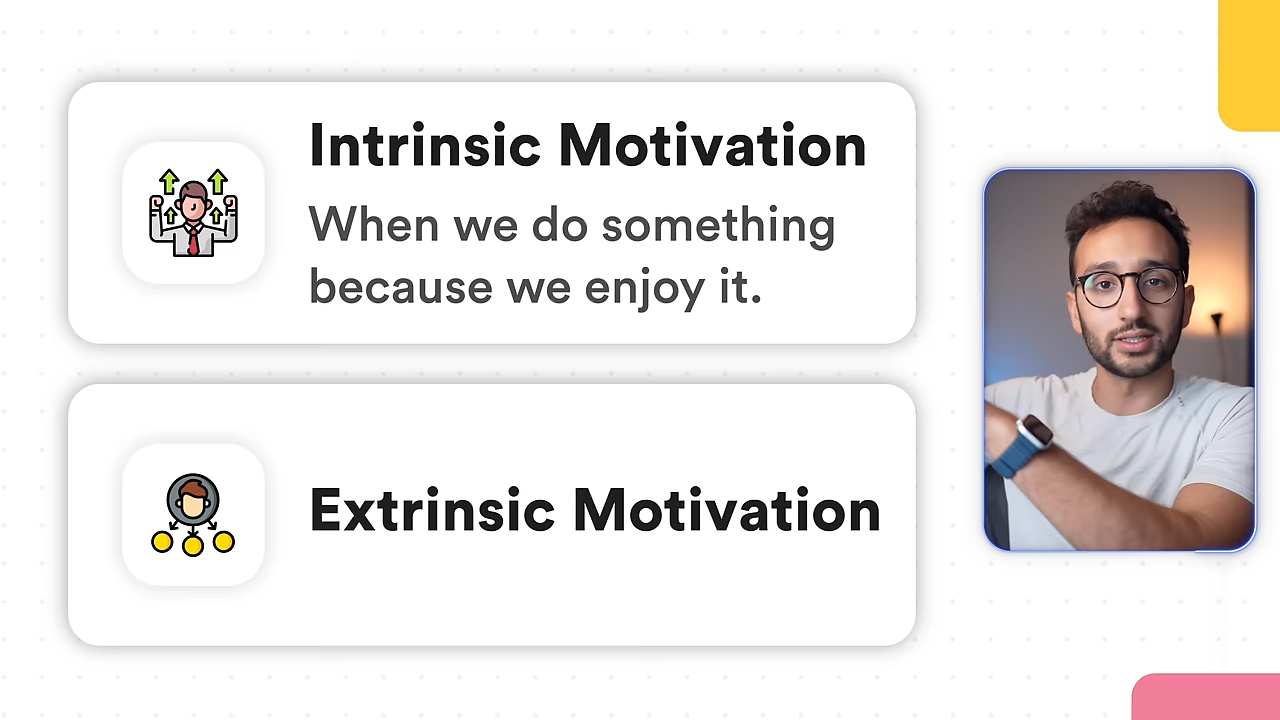 Intrinsic Motivation
When we do something
because we enjoy it.
Extrinsic Motivation